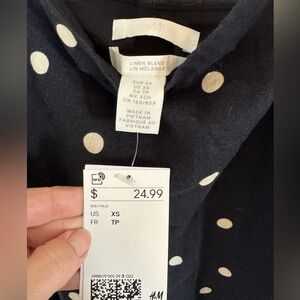 H&M
LINEN BLEND
LIN MÉLANGÉ
EUR 34
US XS
CA TP
MX XCH
CN 160/80A
MADE IN
VIETNAM
FABRIQUÉ AU
VIETNAM
$ 24.99
US XS
FR TP
H&M